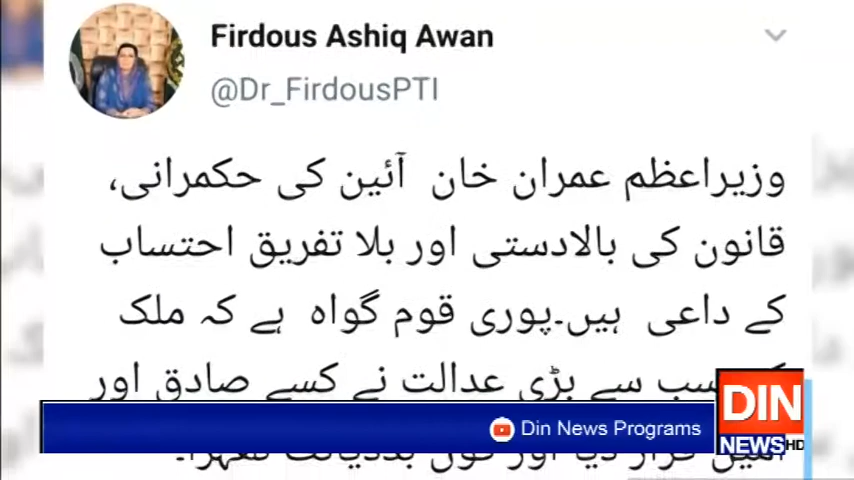 Firdous Ashiq Awan
@Dr_FirdousPTI
وزیراعظم عمران خان آئین کی حکمرانی،
قانون کی بالادستی اور بلا تفریق احتساب
کے داعی ہیں۔پوری قوم گواہ ہے کہ ملک
سب سے بڑی عدالت نے کسے صادق اور
Din News Programs
DIN
NEWS HD